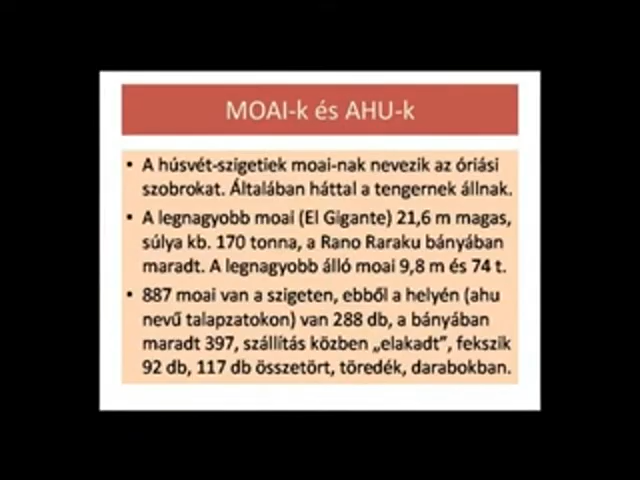 MOAI-k és AHU-k
• A húsvét-szigetiek moai-nak nevezik az óriási
szobrokat. Általában háttal a tengernek állnak.
• A legnagyobb moai (El Gigante) 21,6 m magas,
súlya kb. 170 tonna, a Rano Raraku bányában
maradt. A legnagyobb álló moai 9,8 m és 74 t.
• 887 moai van a szigeten, ebből a helyén (ahu
nevű talapzatokon) van 288 db, a bányában
maradt 397, szállítás közben „elakadt”, fekszik
92 db, 117 db összetört, töredék, darabokban.